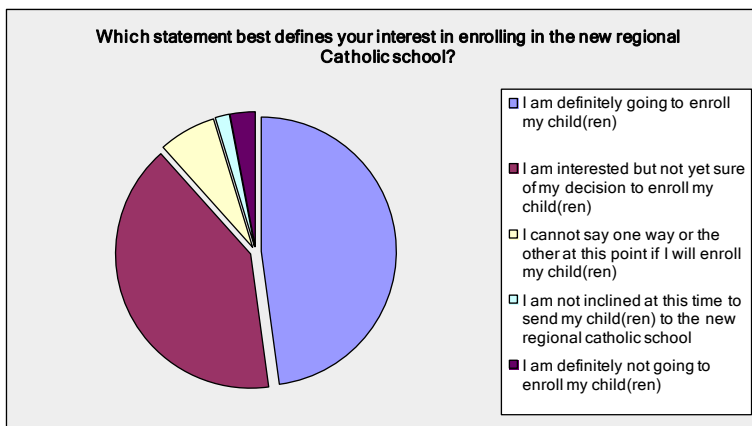 Which statement best defines your interest in enrolling in the new regional
Catholic school?
I am definitely going to enroll
my child(ren)
I am interested but not yet sure
of my decision to enroll my
child(ren)
I cannot say one way or the
other at this point if I will enroll
my child(ren)
I am not inclined at this time to
send my child(ren) to the new
regional catholic school
I am definitely not going to
enroll my child(ren)